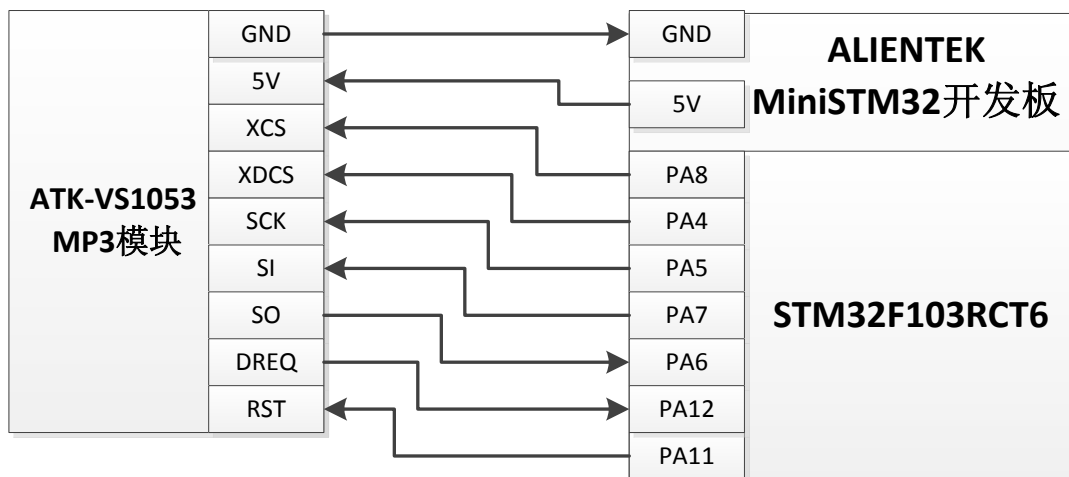 ATK-VS1053
MP3模块
GND
5V
XCS
XDCS
SCK
SI
SO
DREQ
RST
GND
5V
PA8
PA4
PA5
PA7
PA6
PA12
PA11
ALIENTEK
MiniSTM32开发板
STM32F103RCT6